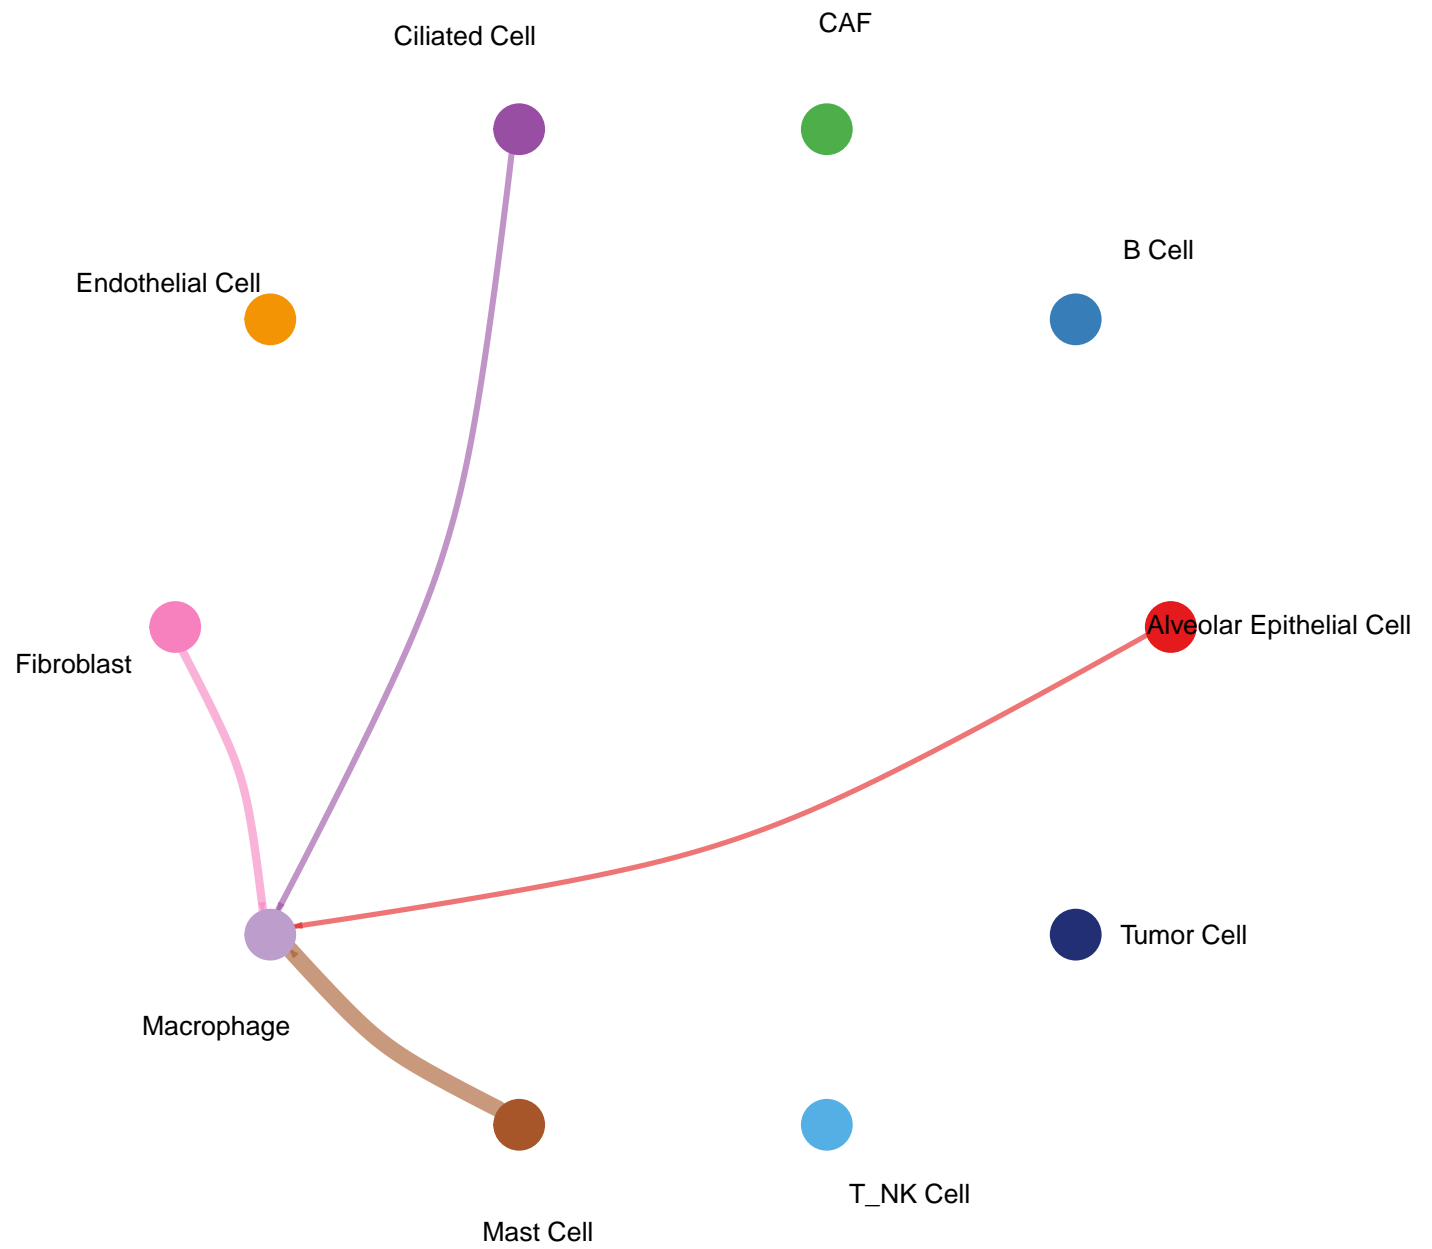 CAF
Ciliated Cell
B Cell
Endothelial Cell
Alveolar Epithelial Cell
Fibroblast
Tumor Cell
Macrophage
T_NK Cell
Mast Cell